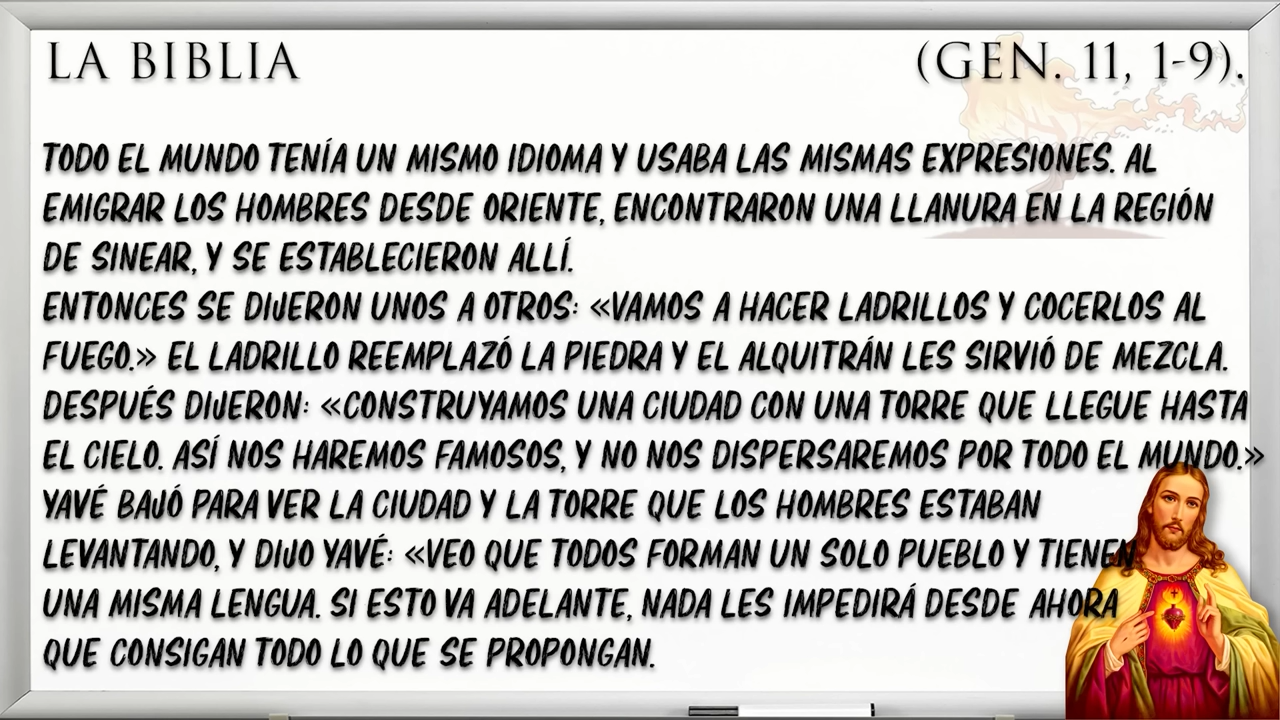 LA BIBLIA (GEN. 11, 1-9).
TODO EL MUNDO TENÍA UN MISMO IDIOMA Y USABA LAS MISMAS EXPRESIONES. AL
EMIGRAR LOS HOMBRES DESDE ORIENTE, ENCONTRARON UNA LLANURA EN LA REGIÓN
DE SINEAR, Y SE ESTABLECIERON ALLÍ.
ENTONCES SE DIJERON UNOS A OTROS: «VAMOS A HACER LADRILLOS Y COCERLOS AL
FUEGO.» EL LADRILLO REEMPLAZÓ LA PIEDRA Y EL ALQUITRÁN LES SIRVIÓ DE MEZCLA.
DESPUÉS DIJERON: «CONSTRUYAMOS UNA CIUDAD CON UNA TORRE QUE LLEGUE HASTA
EL CIELO. ASÍ NOS HAREMOS FAMOSOS, Y NO NOS DISPERSAREMOS POR TODO EL MUNDO.»
YAVÉ BAJÓ PARA VER LA CIUDAD Y LA TORRE QUE LOS HOMBRES ESTABAN
LEVANTANDO, Y DIJO YAVÉ: «VEO QUE TODOS FORMAN UN SOLO PUEBLO Y TIENEN
UNA MISMA LENGUA. SI ESTO VA ADELANTE, NADA LES IMPEDIRÁ DESDE AHORA
QUE CONSIGAN TODO LO QUE SE PROPONGAN.